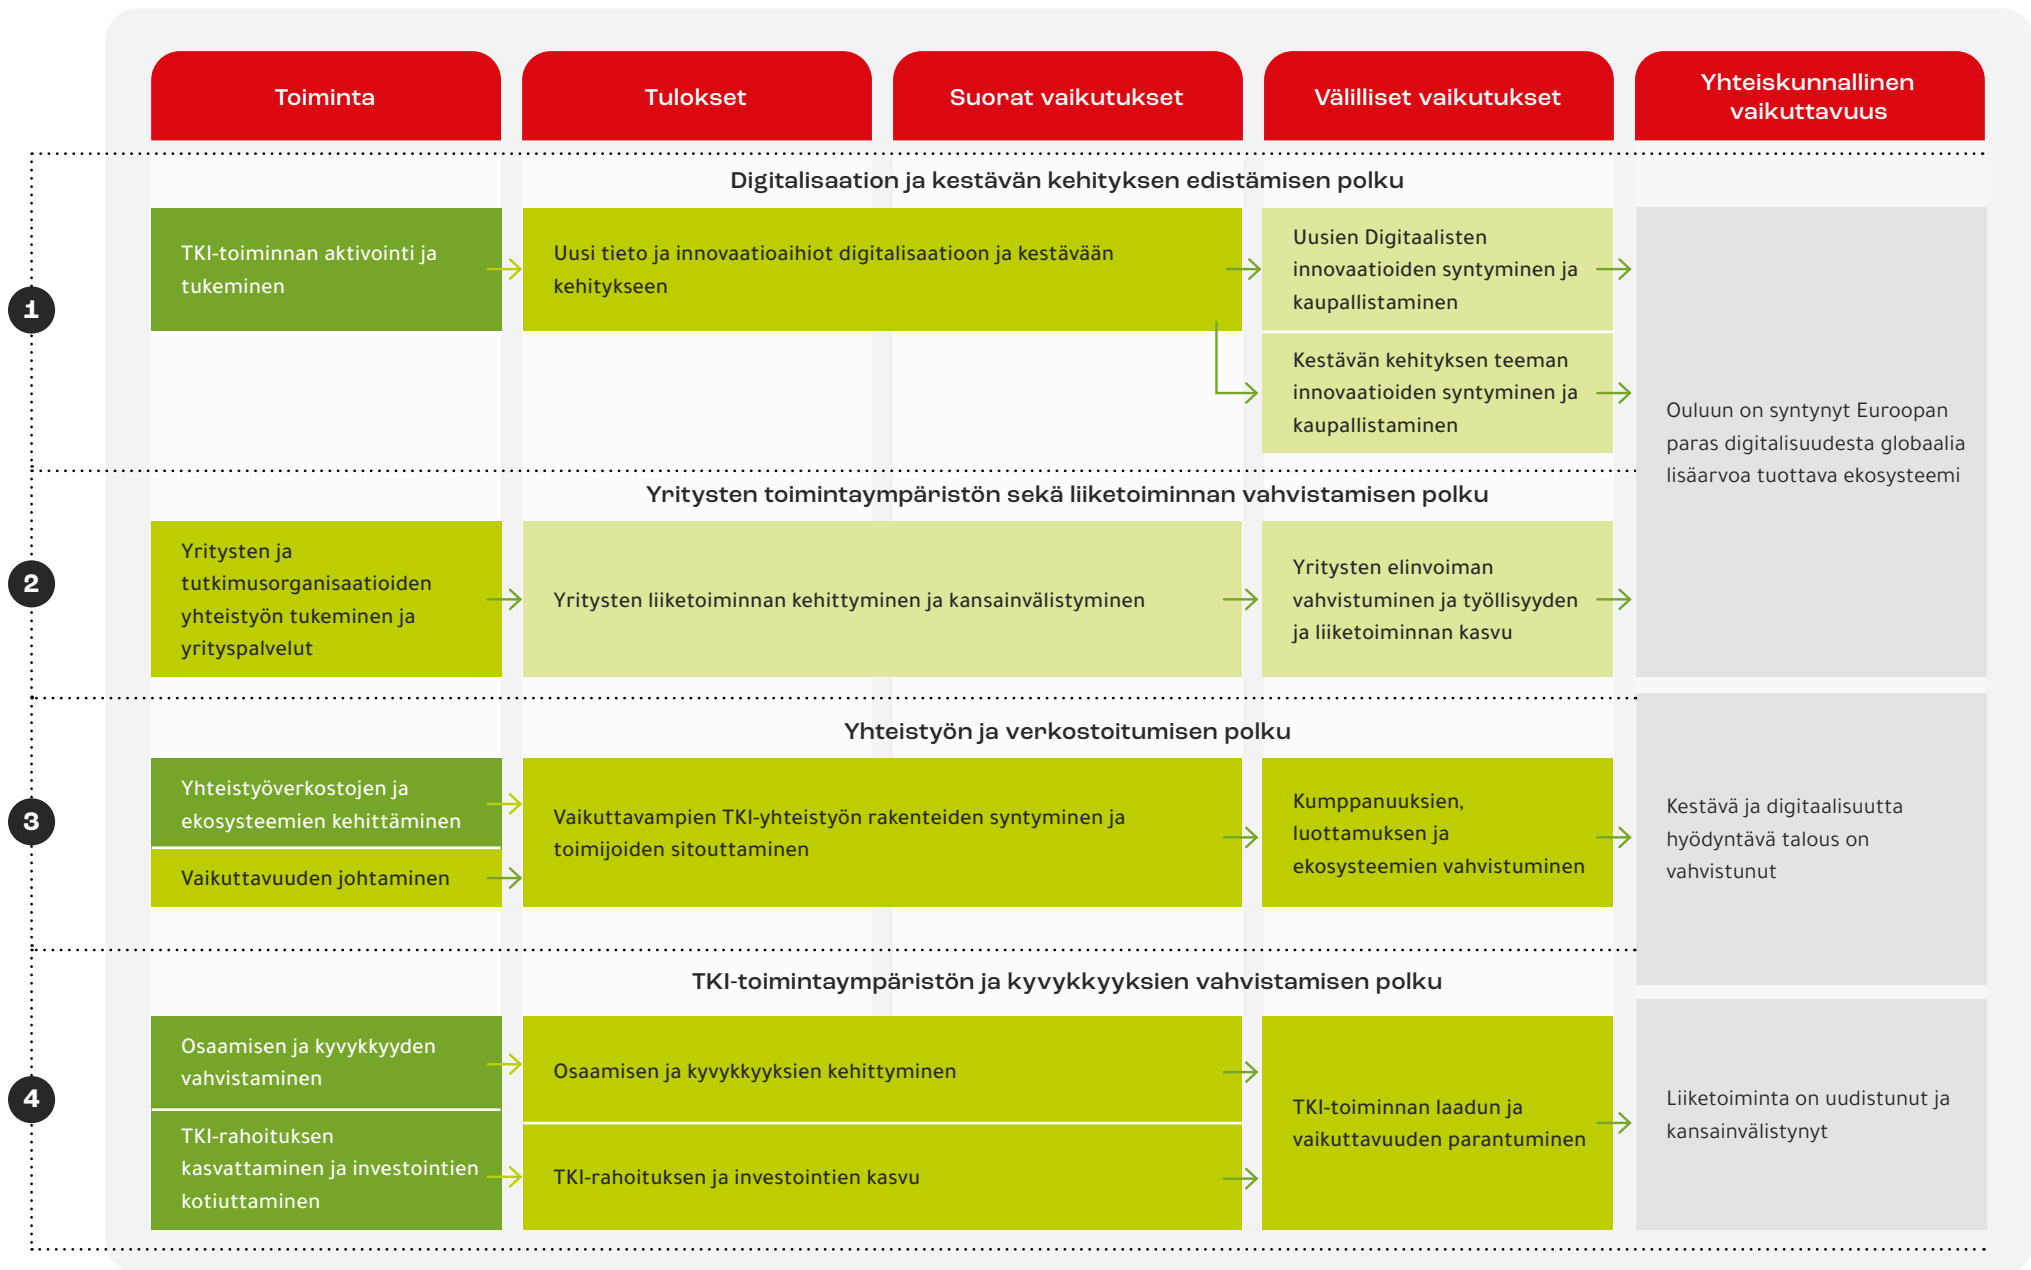 Toiminta
Tulokset
Suorat vaikutukset
Välilliset vaikutukset
Yhteiskunnallinen
vaikuttavuus
1
Digitalisaation ja kestävän kehityksen edistämisen polku
TKI-toiminnan aktivointi ja
tukeminen
Uusi tieto ja innovaatioaihiot digitalisaatioon ja kestävään
kehitykseen
Uusien Digitaalisten
innovaatioiden syntyminen ja
kaupallistaminen
Kestävän kehityksen teeman
innovaatioiden syntyminen ja
kaupallistaminen
Ouluun on syntynyt Euroopan
paras digitalisuudesta globaalia
lisäarvoa tuottava ekosysteemi
2
Yritysten toimintaympäristön sekä liiketoiminnan vahvistamisen polku
Yritysten ja
tutkimusorganisaatioiden
yhteistyön tukeminen ja
yrityspalvelut
Yritysten liiketoiminnan kehittyminen ja kansainvälistyminen
Yritysten elinvoiman
vahvistuminen ja työllisyyden
ja liiketoiminnan kasvu
3
Yhteistyön ja verkostoitumisen polku
Yhteistyöverkostojen ja
ekosysteemien kehittäminen
Vaikuttavuuden johtaminen
Vaikuttavampien TKI-yhteistyön rakenteiden syntyminen ja
toimijoiden sitouttaminen
Kumppanuuksien,
luottamuksen ja
ekosysteemien vahvistuminen
Kestävä ja digitaalisuutta
hyödyntävä talous on
vahvistunut
4
TKI-toimintaympäristön ja kyvykkyyksien vahvistamisen polku
Osaamisen ja kyvykkyyden
vahvistaminen
TKI-rahoituksen
kasvattaminen ja investointien
kotiuttaminen
Osaamisen ja kyvykkyyksien kehittyminen
TKI-rahoituksen ja investointien kasvu
TKI-toiminnan laadun ja
vaikuttavuuden parantuminen
Liiketoiminta on uudistunut ja
kansainvälistynyt